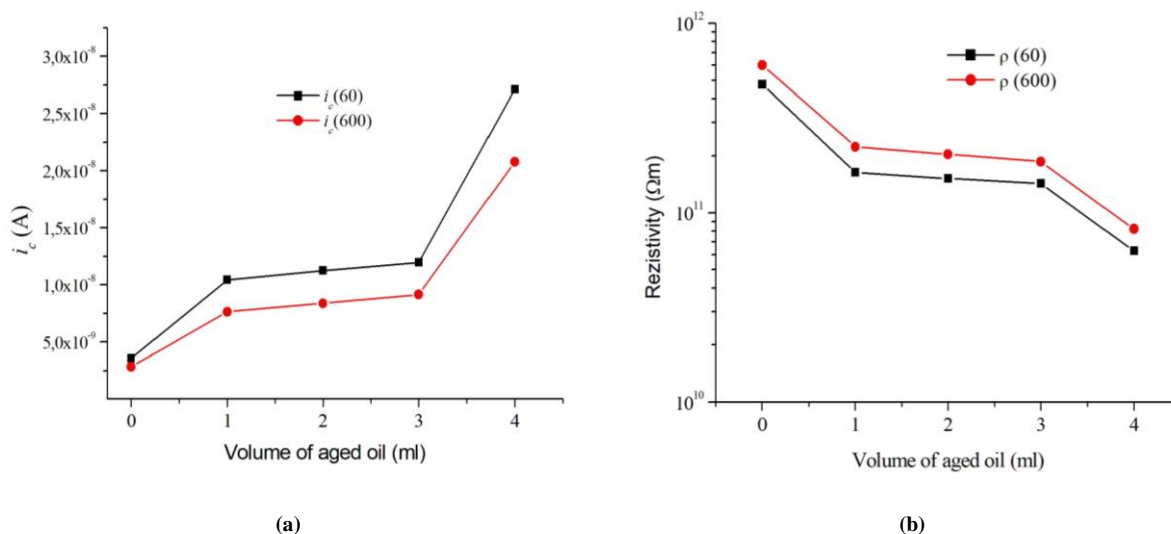 3,0x10⁻⁸
2,5x10⁻⁸
2,0x10⁻⁸
1,5x10⁻⁸
1,0x10⁻⁸
5,0x10⁻⁹
i_c (A)
i_c(60)
i_c(600)
0 1 2 3 4
Volume of aged oil (ml)
(a)
10¹²
10¹¹
10¹⁰
Rezistivity (Ωm)
ρ (60)
ρ (600)
0 1 2 3 4
Volume of aged oil (ml)
(b)